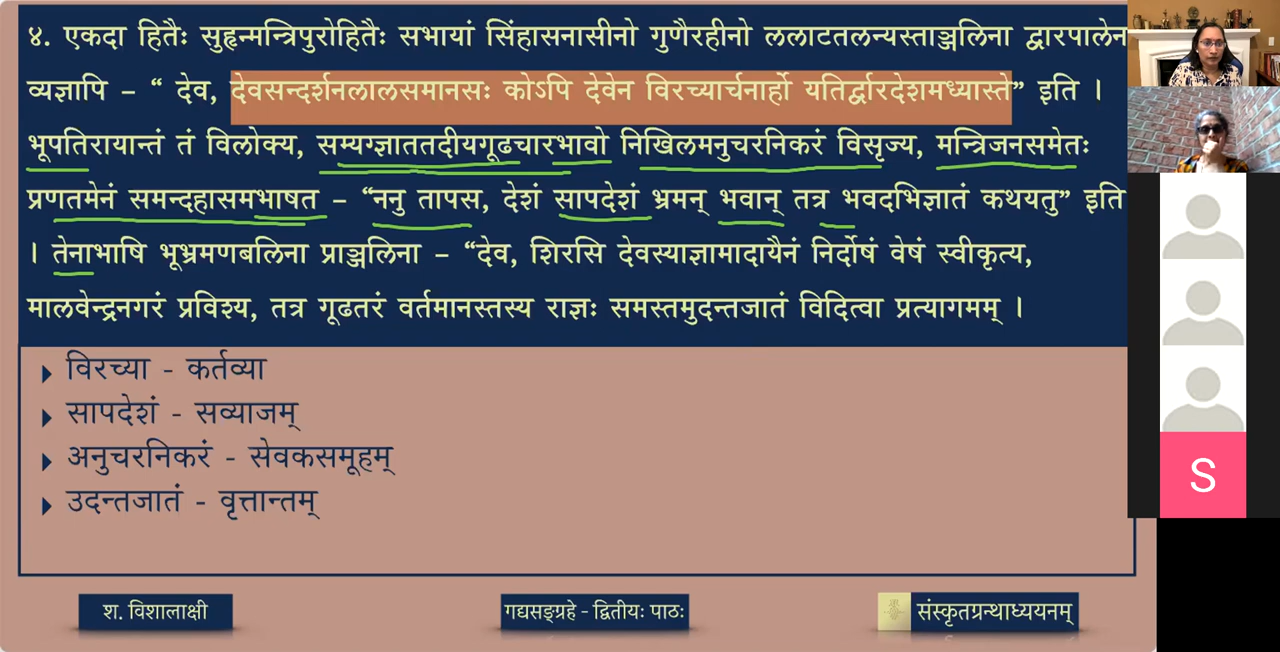 ४. एकदा हितैः सुहृन्मन्त्रिपुरोहितैः सभायां सिंहासनासीनो गुणैरहीनो ललाटतलन्यस्ताञ्जलिना द्वारपालेन
व्यज्ञापि – “ देव, देवसन्दर्शनलालसमानसः कोऽपि देवेन विरच्यार्चनार्हो यतिर्द्वारदेशमध्यास्ते” इति ।
भूपतिरायान्तं तं विलोक्य, सम्यग्ज्ञाततदीयगूढचारभावो निखिलमनुचरनिकरं विसृज्य, मन्त्रिजनसमेतः
प्रणतमेनं समन्दहासमभाषत – “ननु तापस, देशं सापदेशं भ्रमन् भवान् तत्र भवदभिज्ञातं कथयतु” इति
। तेनाभाषि भूभ्रमणबलिना प्राञ्जलिना – “देव, शिरसि देवस्याज्ञामादायैनं निर्दोषं वेषं स्वीकृत्य,
मालवेन्द्रनगरं प्रविश्य, तत्र गूढतरं वर्तमानस्तस्य राज्ञः समस्तमुदन्तजातं विदित्वा प्रत्यागमम् ।
विरच्या - कर्तव्या
सापदेशं - सव्याजम्
अनुचरनिकरं - सेवकसमूहम्
उदन्तजातं - वृत्तान्तम्
श. विशालाक्षी
गद्यसङ्ग्रहे - द्वितीयः पाठः
संस्कृतग्रन्थाध्ययनम्
S